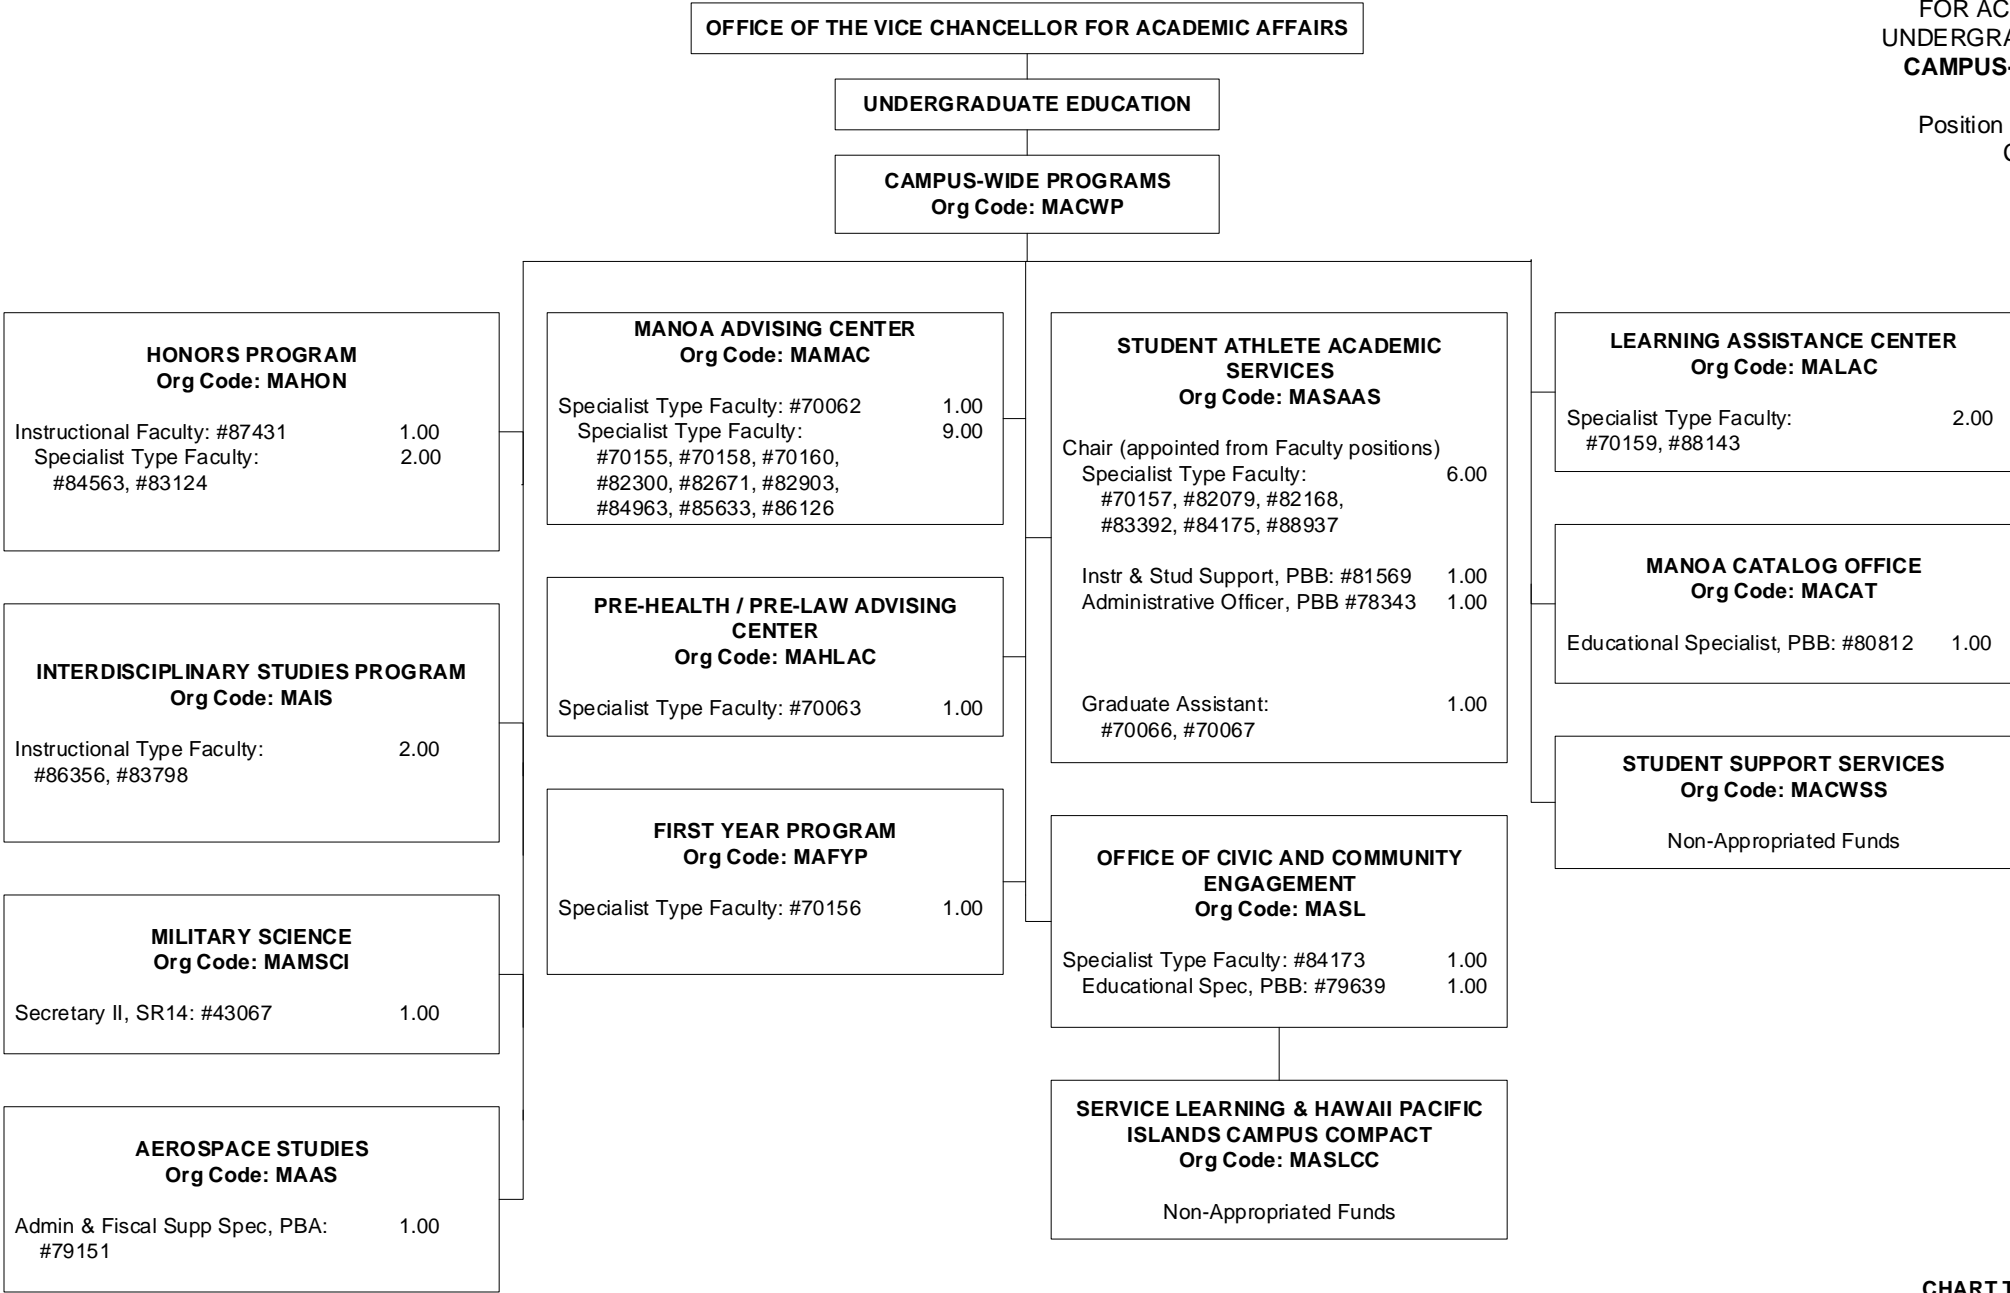 OFFICE OF THE VICE CHANCELLOR FOR ACADEMIC AFFAIRS
UNDERGRADUATE EDUCATION
CAMPUS-WIDE PROGRAMS
Org Code: MACWP
FOR
Position
HONORS PROGRAM
Org Code: MAHON
Instructional Faculty: #87431 1.00
Specialist Type Faculty: 2.00
#84563, #83124
INTERDISCIPLINARY STUDIES PROGRAM
Org Code: MAIS
Instructional Type Faculty: 2.00
#86356, #83798
MILITARY SCIENCE
Org Code: MAMSCI
Secretary II, SR14: #43067 1.00
AEROSPACE STUDIES
Org Code: MAAS
Admin & Fiscal Supp Spec, PBA: 1.00
#79151
MANOA ADVISING CENTER
Org Code: MAMAC
Specialist Type Faculty: #70062 1.00
Specialist Type Faculty: 9.00
#70155, #70158, #70160,
#82300, #82671, #82903,
#84963, #85633, #86126
PRE-HEALTH / PRE-LAW ADVISING
CENTER
Org Code: MAHLAC
Specialist Type Faculty: #70063 1.00
FIRST YEAR PROGRAM
Org Code: MAFYP
Specialist Type Faculty: #70156 1.00
STUDENT ATHLETE ACADEMIC
SERVICES
Org Code: MASAAS
Chair (appointed from Faculty positions)
Specialist Type Faculty: 6.00
#70157, #82079, #82168,
#83392, #84175, #88937
Instr & Stud Support, PBB: #81569 1.00
Administrative Officer, PBB #78343 1.00
Graduate Assistant: 1.00
#70066, #70067
OFFICE OF CIVIC AND COMMUNITY
ENGAGEMENT
Org Code: MASL
Specialist Type Faculty: #84173 1.00
Educational Spec, PBB: #79639 1.00
SERVICE LEARNING & HAWAII PACIFIC
ISLANDS CAMPUS COMPACT
Org Code: MASLCC
Non-Appropriated Funds
LEARNING ASSISTANCE CENTER
Org Code: MALAC
Specialist Type Faculty: 2.00
#70159, #88143
MANOA CATALOG OFFICE
Org Code: MACAT
Educational Specialist, PBB: #80812 1.00
STUDENT SUPPORT SERVICES
Org Code: MACWSS
Non-Appropriated Funds
CHART